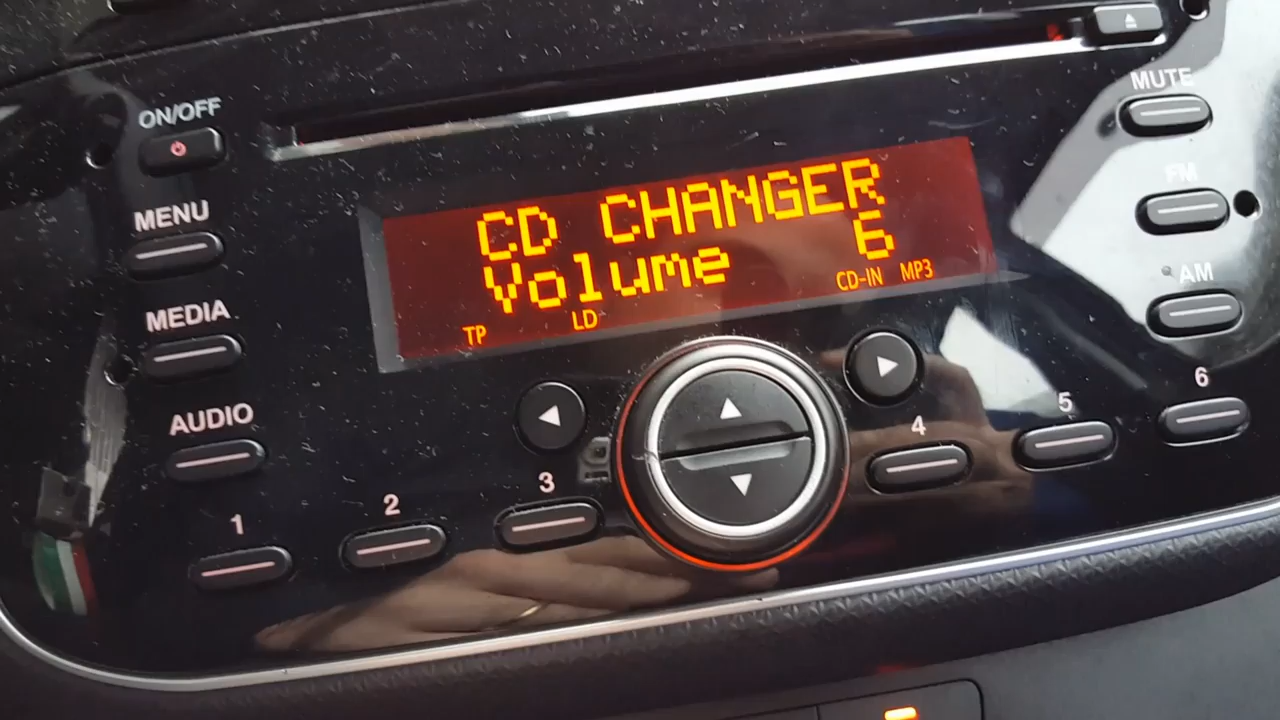 ON/OFF
MENU
MEDIA
AUDIO
CD CHANGER
Volume 6
TP LD CD-IN MP3
MUTE
FM
AM
1 2 3 4 5 6